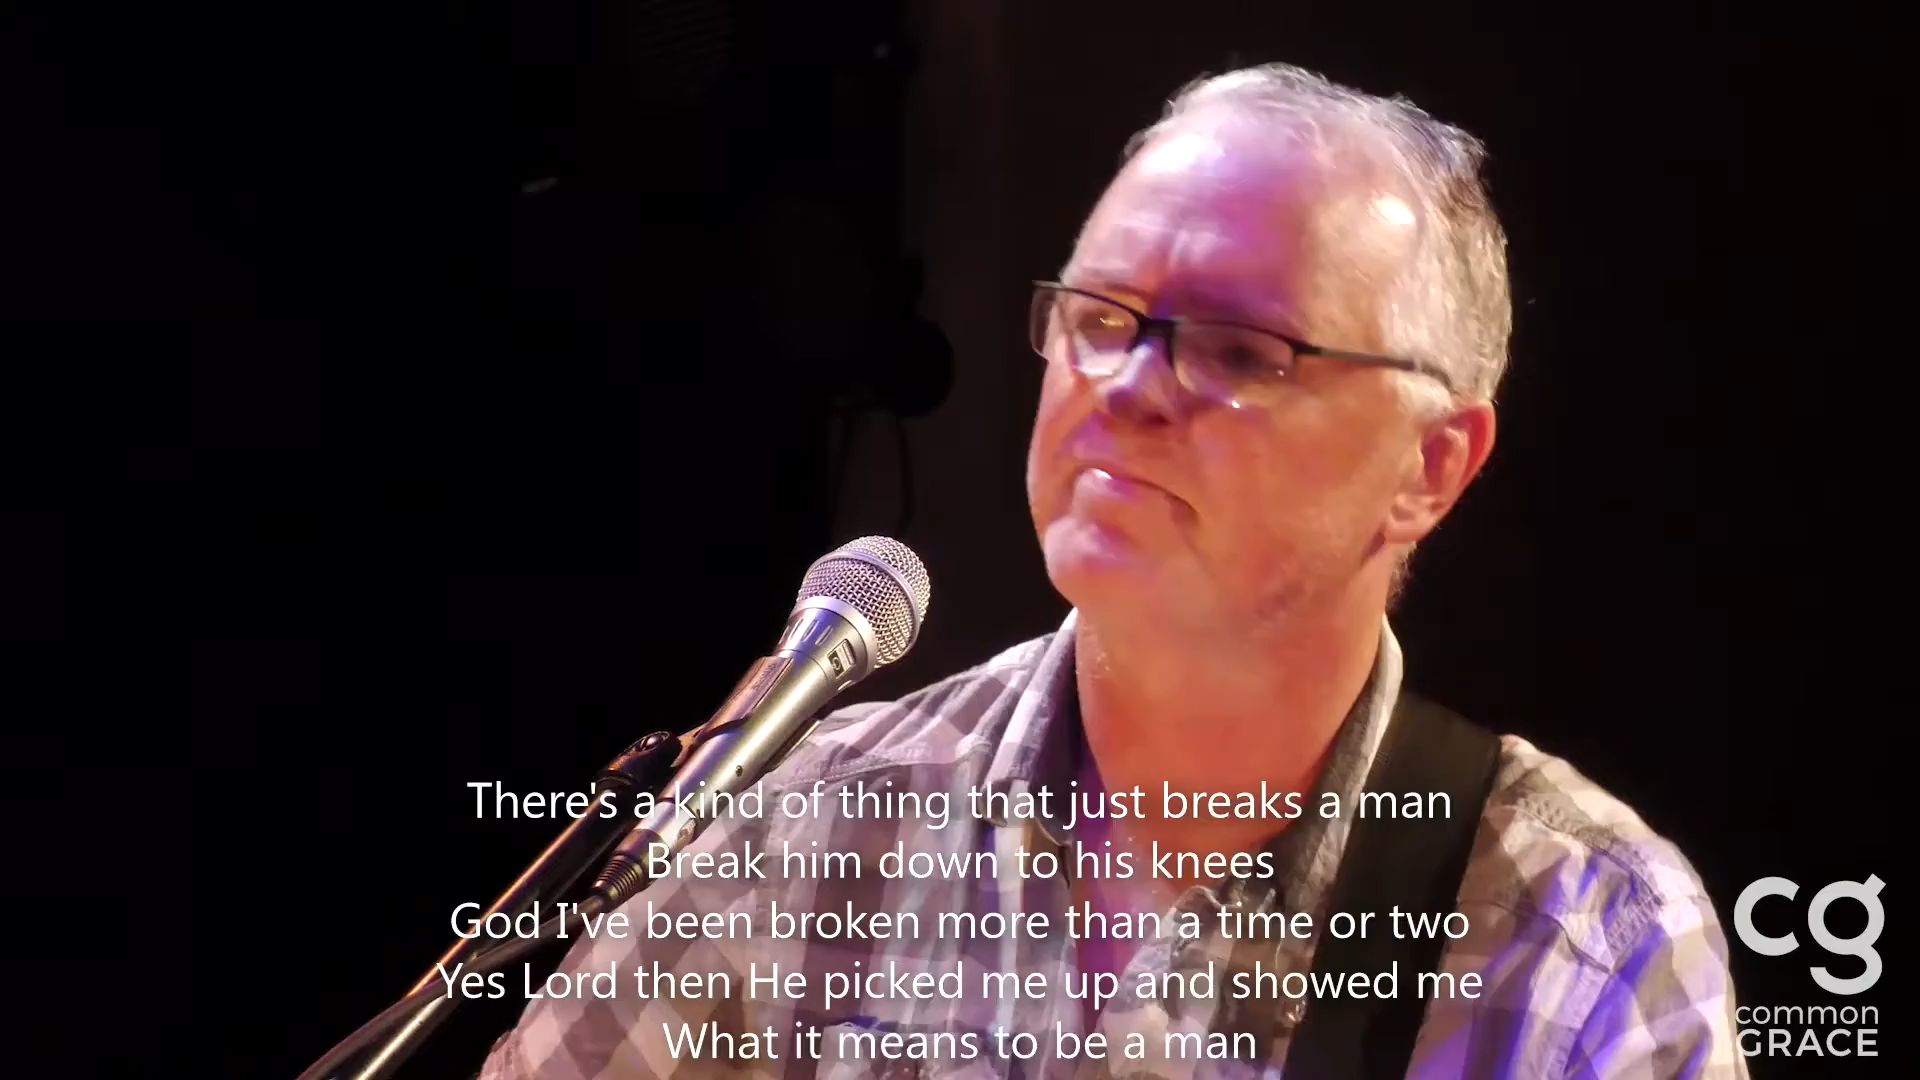 There's a kind of thing that just breaks a man
Break him down to his knees
God I've been broken more than a time or two
Yes Lord then He picked me up and showed me
What it means to be a man
cg
common
GRACE